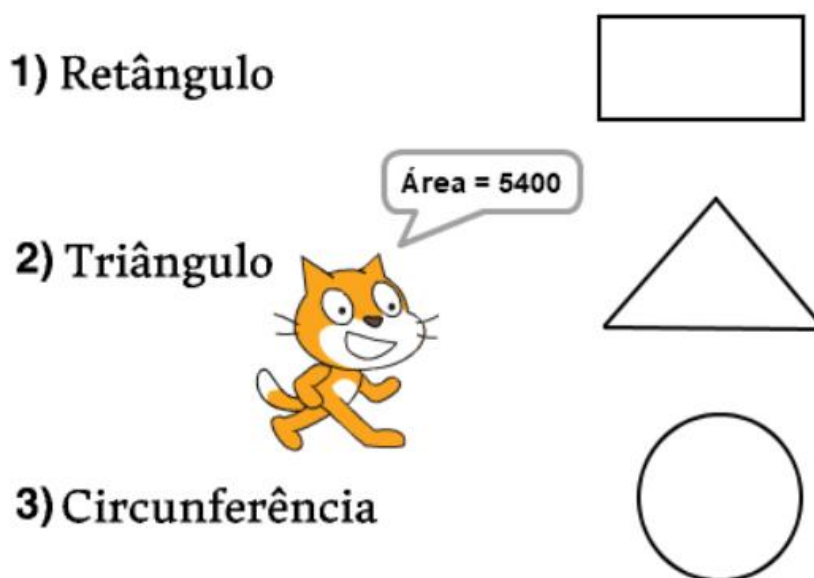 1) Retângulo
Área = 5400
2) Triângulo
3) Circunferência